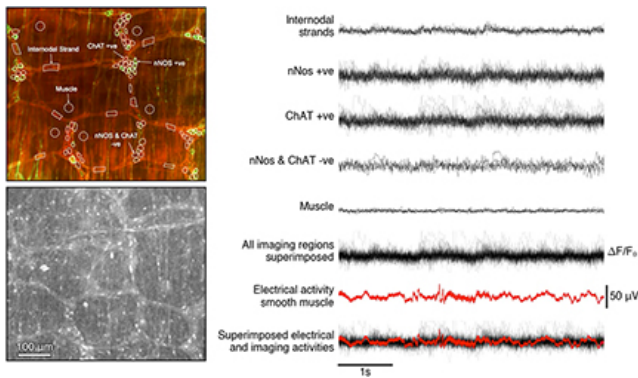 ChAT +ve
Internodal Strand
nNOS +ve
Muscle
nNOS & ChAT
-ve
100 µm
Internodal
strands
nNos +ve
ChAT +ve
nNos & ChAT -ve
Muscle
All imaging regions
superimposed
ΔF/F₀
Electrical activity
smooth muscle
50 µV
Superimposed electrical
and imaging activities
1s